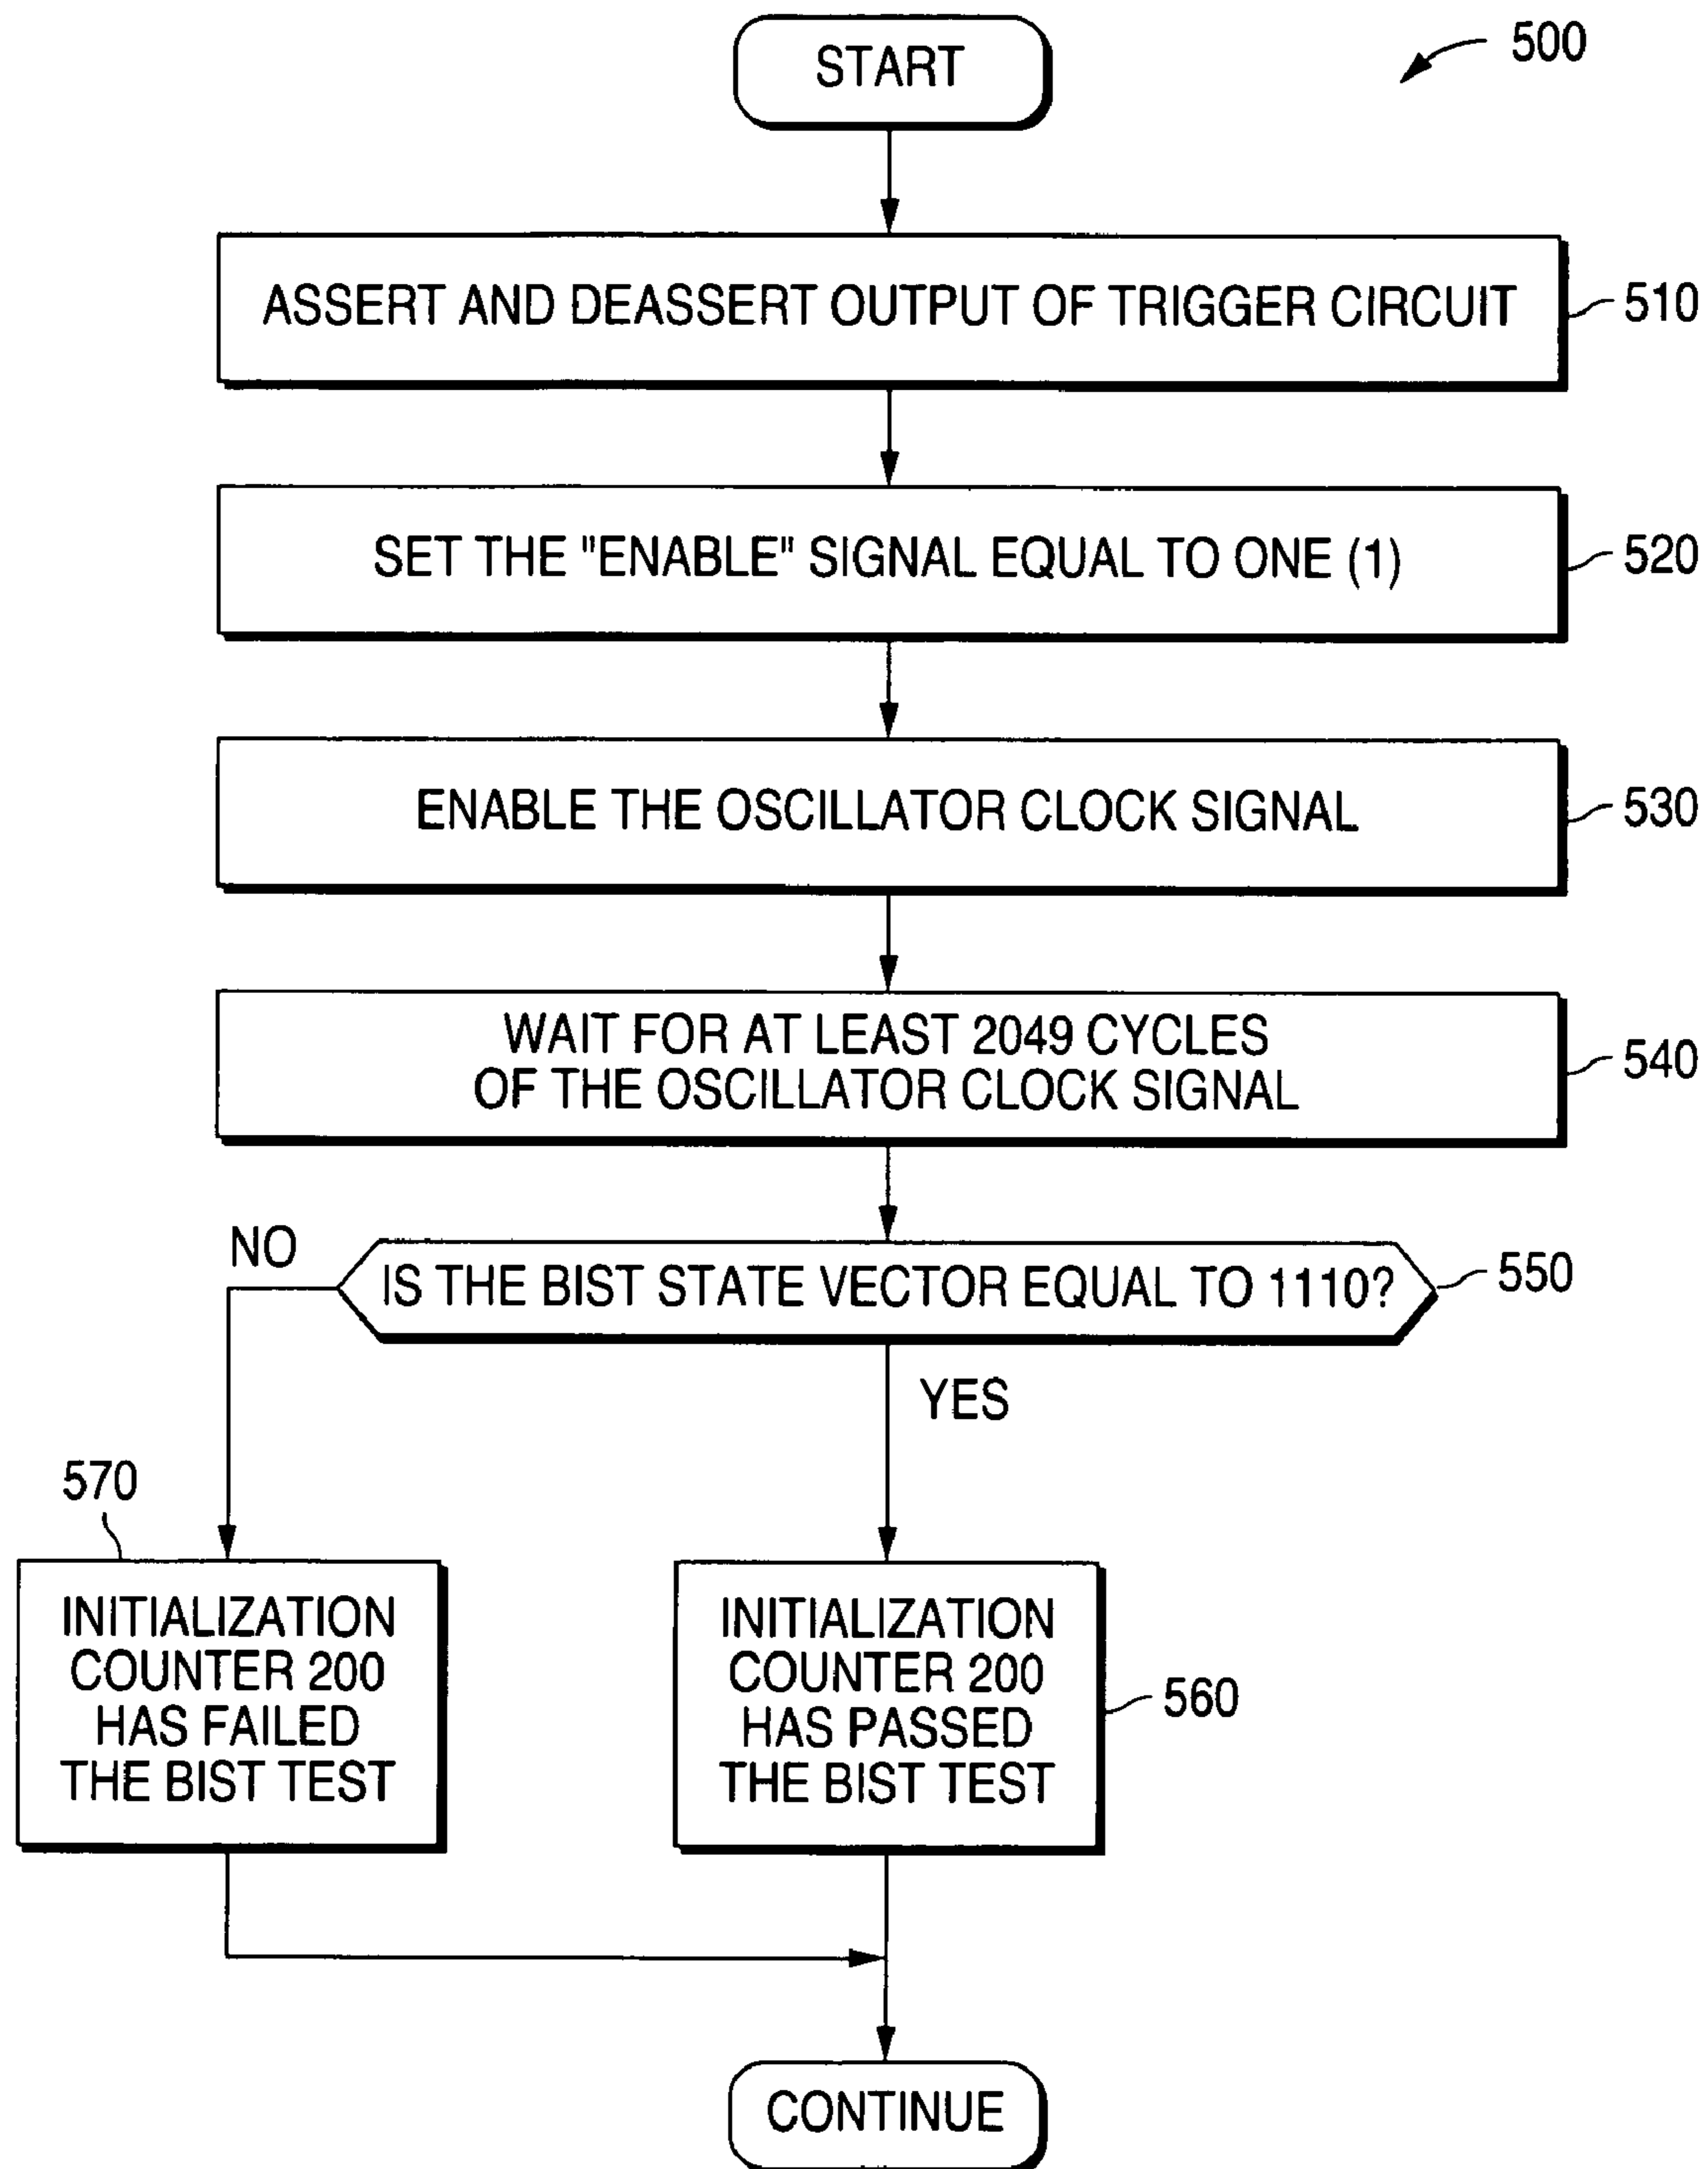 START
500
ASSERT AND DEASSERT OUTPUT OF TRIGGER CIRCUIT
510
SET THE "ENABLE" SIGNAL EQUAL TO ONE (1)
520
ENABLE THE OSCILLATOR CLOCK SIGNAL
530
WAIT FOR AT LEAST 2049 CYCLES
OF THE OSCILLATOR CLOCK SIGNAL
540
NO
IS THE BIST STATE VECTOR EQUAL TO 1110?
550
YES
570
INITIALIZATION
COUNTER 200
HAS FAILED
THE BIST TEST
INITIALIZATION
COUNTER 200
HAS PASSED
THE BIST TEST
560
CONTINUE